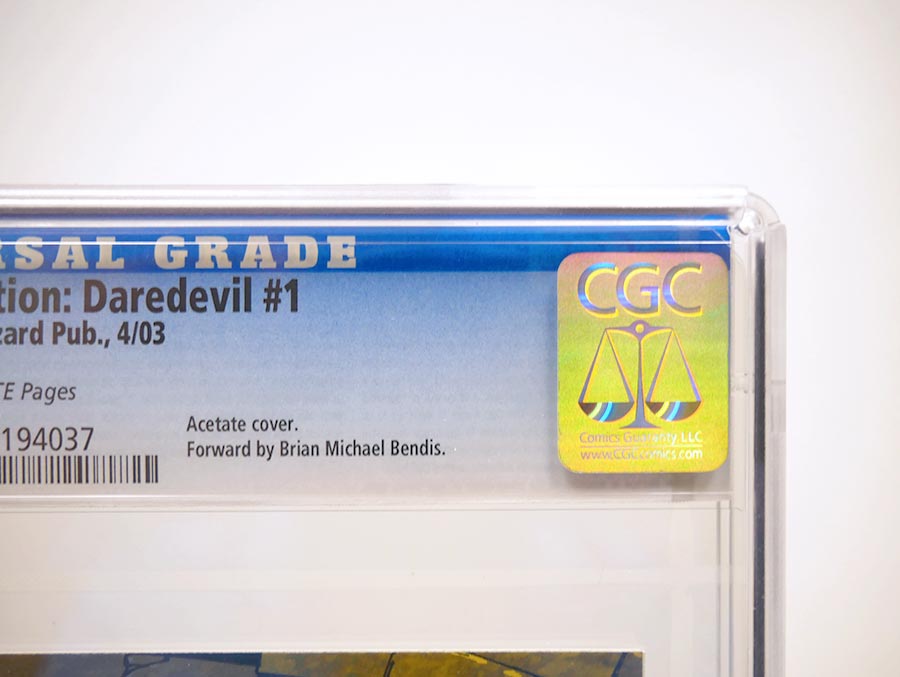 RSAL GRADE
tion: Daredevil #1
zard Pub., 4/03
TE Pages
194037
Acetate cover.
Forward by Brian Michael Bendis.
CGC
Comics Guaranty, LLC
www.CGCcomics.com